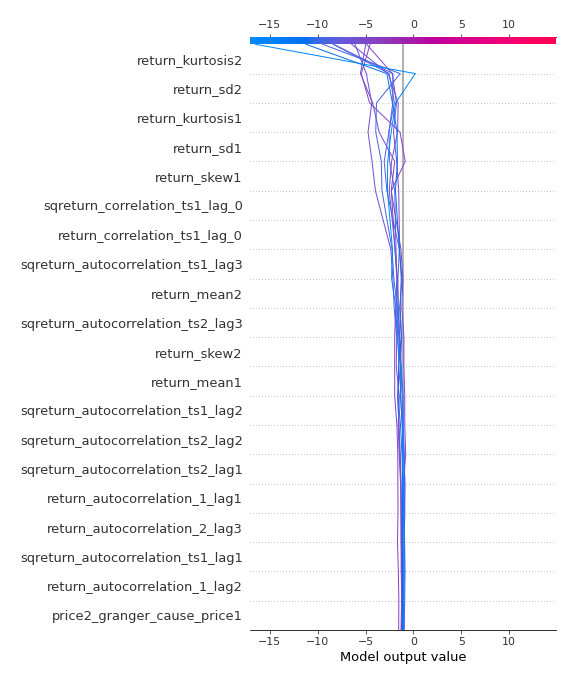 −15 −10 −5 0 5 10
return_kurtosis2
return_sd2
return_kurtosis1
return_sd1
return_skew1
sqreturn_correlation_ts1_lag_0
return_correlation_ts1_lag_0
sqreturn_autocorrelation_ts1_lag3
return_mean2
sqreturn_autocorrelation_ts2_lag3
return_skew2
return_mean1
sqreturn_autocorrelation_ts1_lag2
sqreturn_autocorrelation_ts2_lag2
sqreturn_autocorrelation_ts2_lag1
return_autocorrelation_1_lag1
return_autocorrelation_2_lag3
sqreturn_autocorrelation_ts1_lag1
return_autocorrelation_1_lag2
price2_granger_cause_price1
−15 −10 −5 0 5 10
Model output value